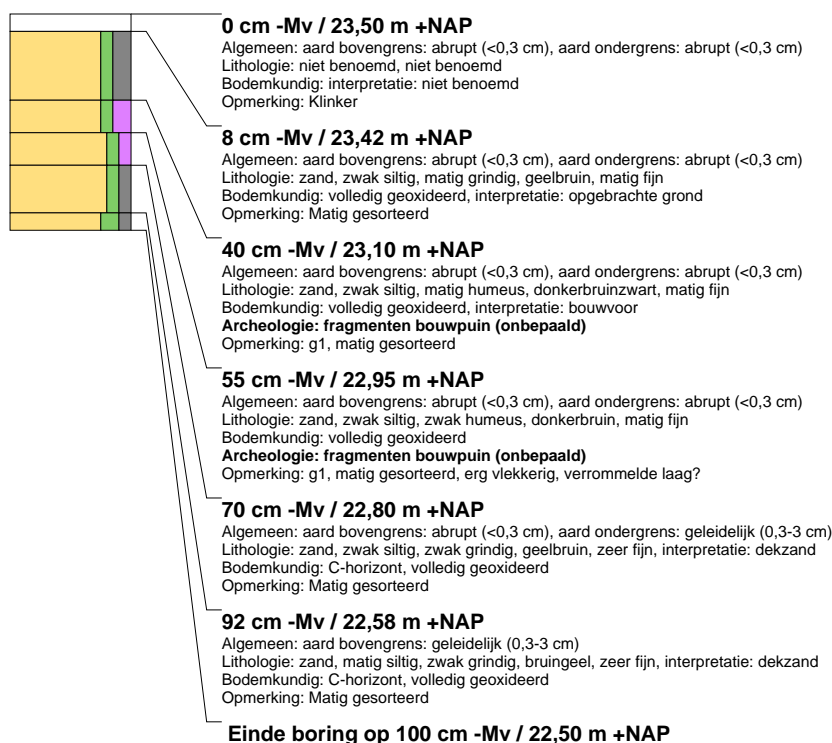 0 cm -Mv / 23,50 m +NAP
Algemeen: aard bovengrens: abrupt (<0,3 cm), aard ondergrens: abrupt (<0,3 cm)
Lithologie: niet benoemd, niet benoemd
Bodemkundig: interpretatie: niet benoemd
Opmerking: Klinker
8 cm -Mv / 23,42 m +NAP
Algemeen: aard bovengrens: abrupt (<0,3 cm), aard ondergrens: abrupt (<0,3 cm)
Lithologie: zand, zwak siltig, matig grindig, geelbruin, matig fijn
Bodemkundig: volledig geoxideerd, interpretatie: opgebrachte grond
Opmerking: Matig gesorteerd
40 cm -Mv / 23,10 m +NAP
Algemeen: aard bovengrens: abrupt (<0,3 cm), aard ondergrens: abrupt (<0,3 cm)
Lithologie: zand, zwak siltig, matig humeus, donkerbruinzwart, matig fijn
Bodemkundig: volledig geoxideerd, interpretatie: bouwvoor
Archeologie: fragmenten bouwpuin (onbepaald)
Opmerking: g1, matig gesorteerd
55 cm -Mv / 22,95 m +NAP
Algemeen: aard bovengrens: abrupt (<0,3 cm), aard ondergrens: abrupt (<0,3 cm)
Lithologie: zand, zwak siltig, zwak humeus, donkerbruin, matig fijn
Bodemkundig: volledig geoxideerd
Archeologie: fragmenten bouwpuin (onbepaald)
Opmerking: g1, matig gesorteerd, erg vlekkerig, verrommelde laag?
70 cm -Mv / 22,80 m +NAP
Algemeen: aard bovengrens: abrupt (<0,3 cm), aard ondergrens: geleidelijk (0,3-3 cm)
Lithologie: zand, zwak siltig, zwak grindig, geelbruin, zeer fijn, interpretatie: dekzand
Bodemkundig: C-horizont, volledig geoxideerd
Opmerking: Matig gesorteerd
92 cm -Mv / 22,58 m +NAP
Algemeen: aard bovengrens: geleidelijk (0,3-3 cm)
Lithologie: zand, matig siltig, zwak grindig, bruingeel, zeer fijn, interpretatie: dekzand
Bodemkundig: C-horizont, volledig geoxideerd
Opmerking: Matig gesorteerd
Einde boring op 100 cm -Mv / 22,50 m +NAP